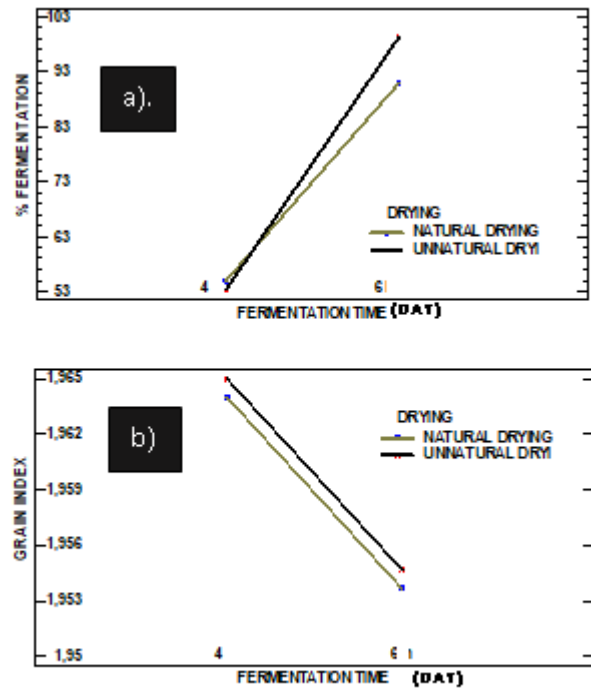 103
93
83
73
63
53
% FERMENTATION
a).
DRYING
NATURAL DRYING
UNNATURAL DRYI
4
6
FERMENTATION TIME (DAT)
1,965
1,962
1,959
1,956
1,953
1,95
GRAIN INDEX
b)
DRYING
NATURAL DRYING
UNNATURAL DRYI
4
6
FERMENTATION TIME (DAT)